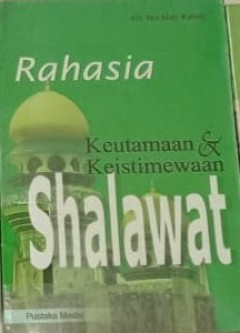 Rahasia
Keutamaan &
Keistimewaan
Shalawat
Pustaka Media